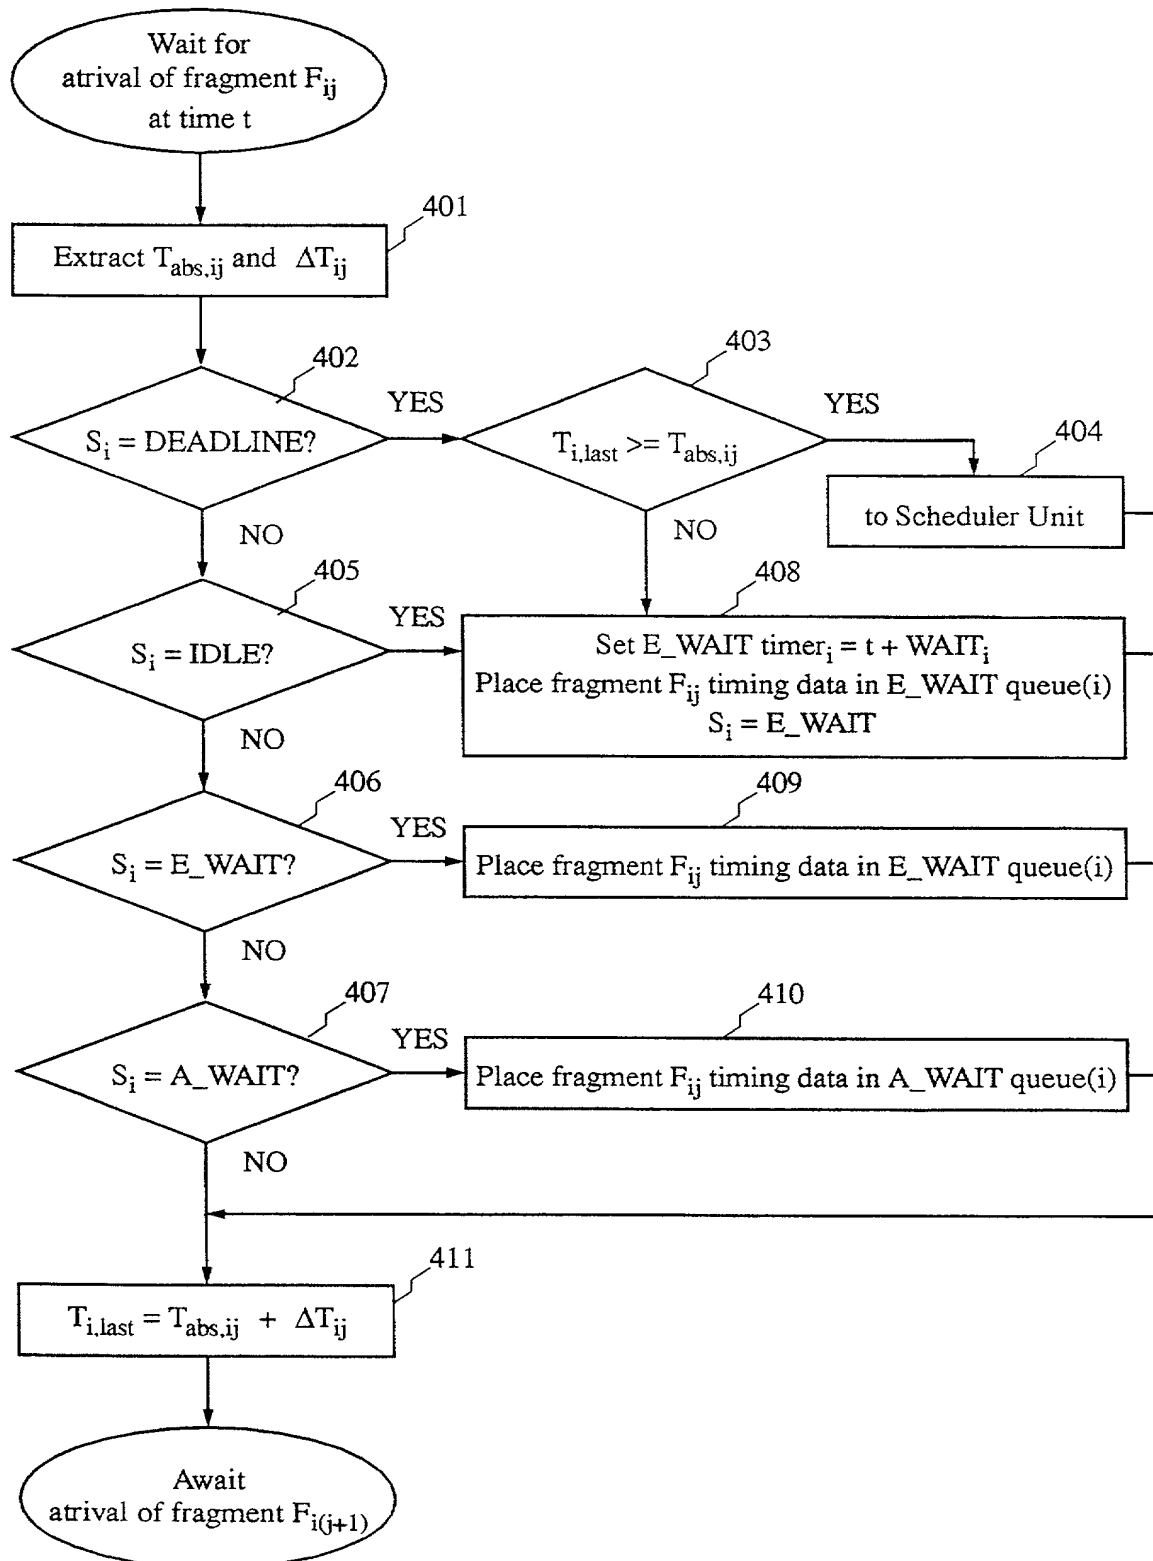 Wait for
atrival of fragment F_ij
at time t
401
Extract T_abs,ij and ΔT_ij
402
403
S_i = DEADLINE?
YES
T_i,last >= T_abs,ij
YES
404
to Scheduler Unit
NO
NO
405
408
S_i = IDLE?
YES
Set E_WAIT timer_i = t + WAIT_i
Place fragment F_ij timing data in E_WAIT queue(i)
S_i = E_WAIT
NO
406
409
S_i = E_WAIT?
YES
Place fragment F_ij timing data in E_WAIT queue(i)
NO
407
410
S_i = A_WAIT?
YES
Place fragment F_ij timing data in A_WAIT queue(i)
NO
411
T_i,last = T_abs,ij + ΔT_ij
Await
atrival of fragment F_i(j+1)